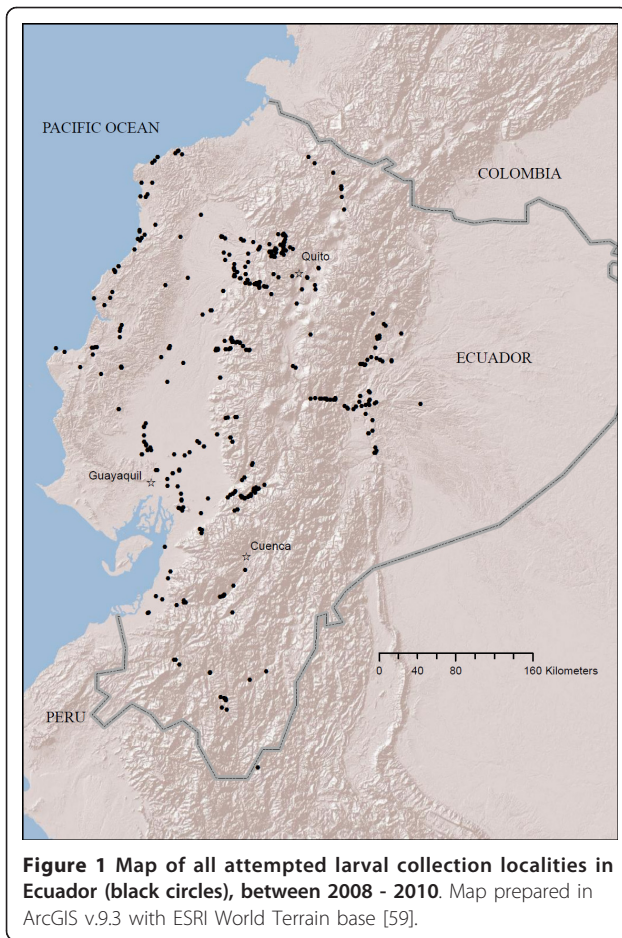 PACIFIC OCEAN
COLOMBIA
Quito
ECUADOR
Guayaquil
Cuenca
0 40 80 160 Kilometers
PERU
Figure 1 Map of all attempted larval collection localities in
Ecuador (black circles), between 2008 - 2010. Map prepared in
ArcGIS v.9.3 with ESRI World Terrain base [59].